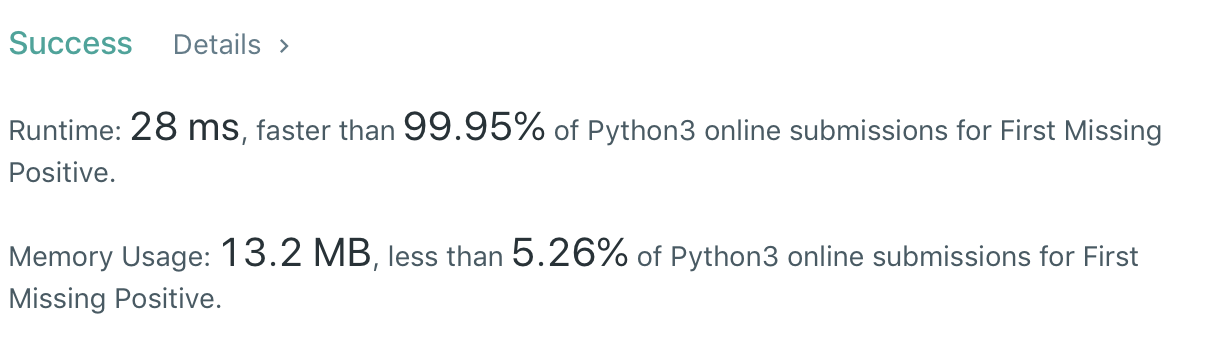 Success Details >
Runtime: 28 ms, faster than 99.95% of Python3 online submissions for First Missing
Positive.
Memory Usage: 13.2 MB, less than 5.26% of Python3 online submissions for First
Missing Positive.